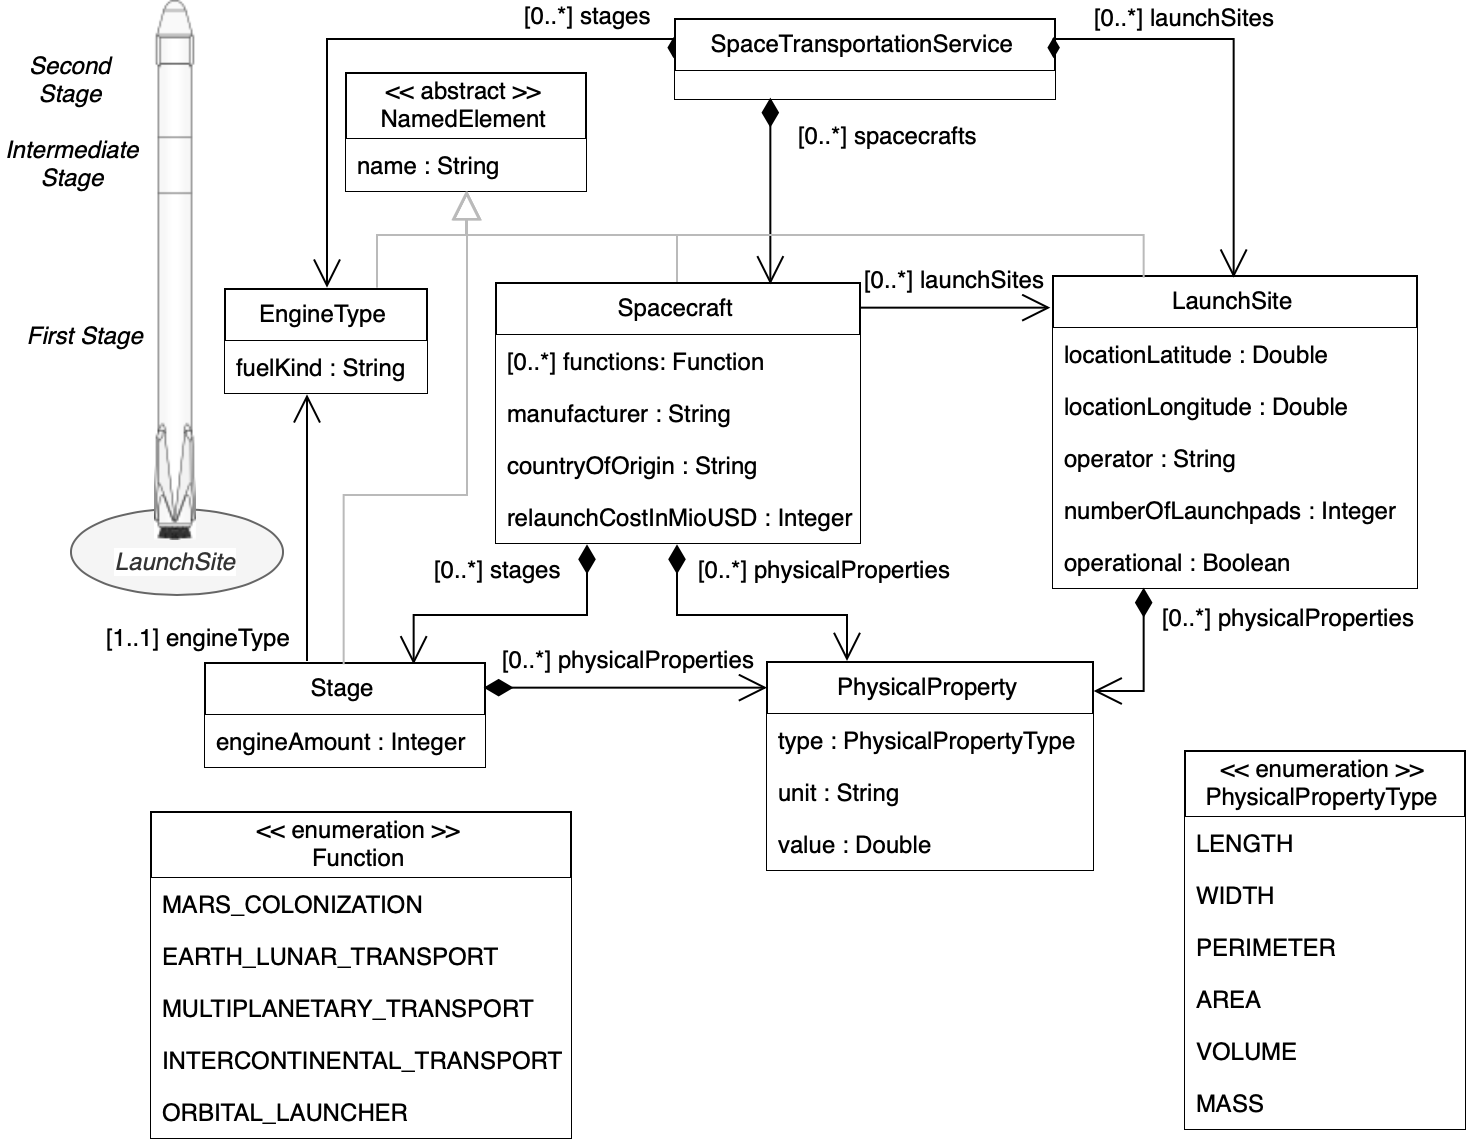 Second
Stage
Intermediate
Stage
First Stage
LaunchSite
[0..*] stages
SpaceTransportationService
[0..*] launchSites
<< abstract >>
NamedElement
name : String
[0..*] spacecrafts
EngineType
fuelKind : String
Spacecraft
[0..*] functions: Function
manufacturer : String
countryOfOrigin : String
relaunchCostInMioUSD : Integer
[0..*] launchSites
LaunchSite
locationLatitude : Double
locationLongitude : Double
operator : String
numberOfLaunchpads : Integer
operational : Boolean
[0..*] stages
[0..*] physicalProperties
[0..*] physicalProperties
[1..1] engineType
Stage
engineAmount : Integer
[0..*] physicalProperties
PhysicalProperty
type : PhysicalPropertyType
unit : String
value : Double
<< enumeration >>
Function
MARS_COLONIZATION
EARTH_LUNAR_TRANSPORT
MULTIPLANETARY_TRANSPORT
INTERCONTINENTAL_TRANSPORT
ORBITAL_LAUNCHER
<< enumeration >>
PhysicalPropertyType
LENGTH
WIDTH
PERIMETER
AREA
VOLUME
MASS